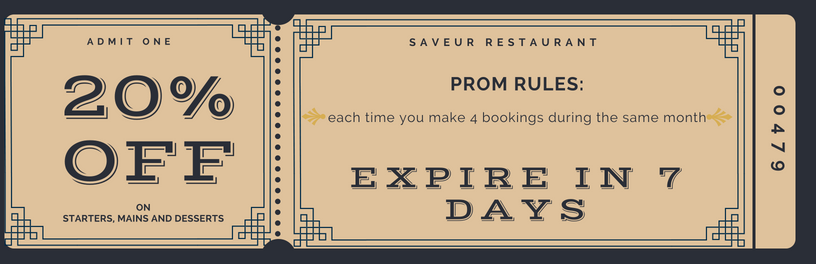 ADMIT ONE
20%
OFF
ON
STARTERS, MAINS AND DESSERTS
SAVEUR RESTAURANT
PROM RULES:
each time you make 4 bookings during the same month
EXPIRE IN 7
DAYS
00479